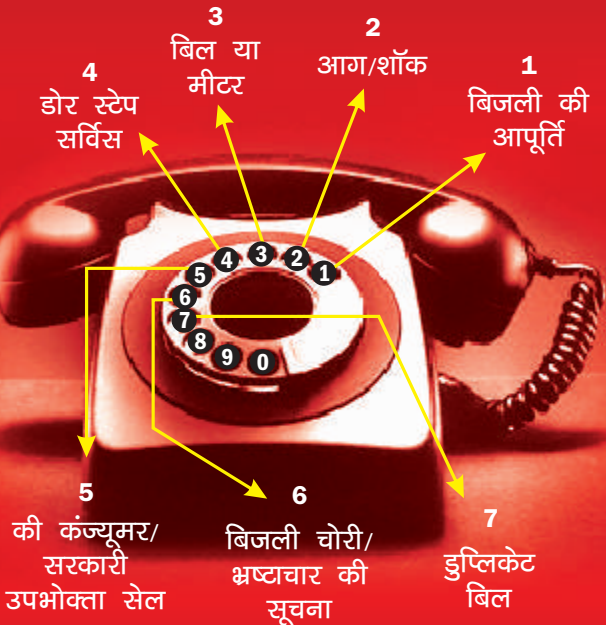 1
बिजली की
आपूर्ति
2
आग/शॉक
3
बिल या
मीटर
4
डोर स्टेप
सर्विस
1
2
3
4
5
6
7
8
9
0
5
की कंज्यूमर/
सरकारी
उपभोक्ता सेल
6
बिजली चोरी/
भ्रष्टाचार की
सूचना
7
डुप्लिकेट
बिल